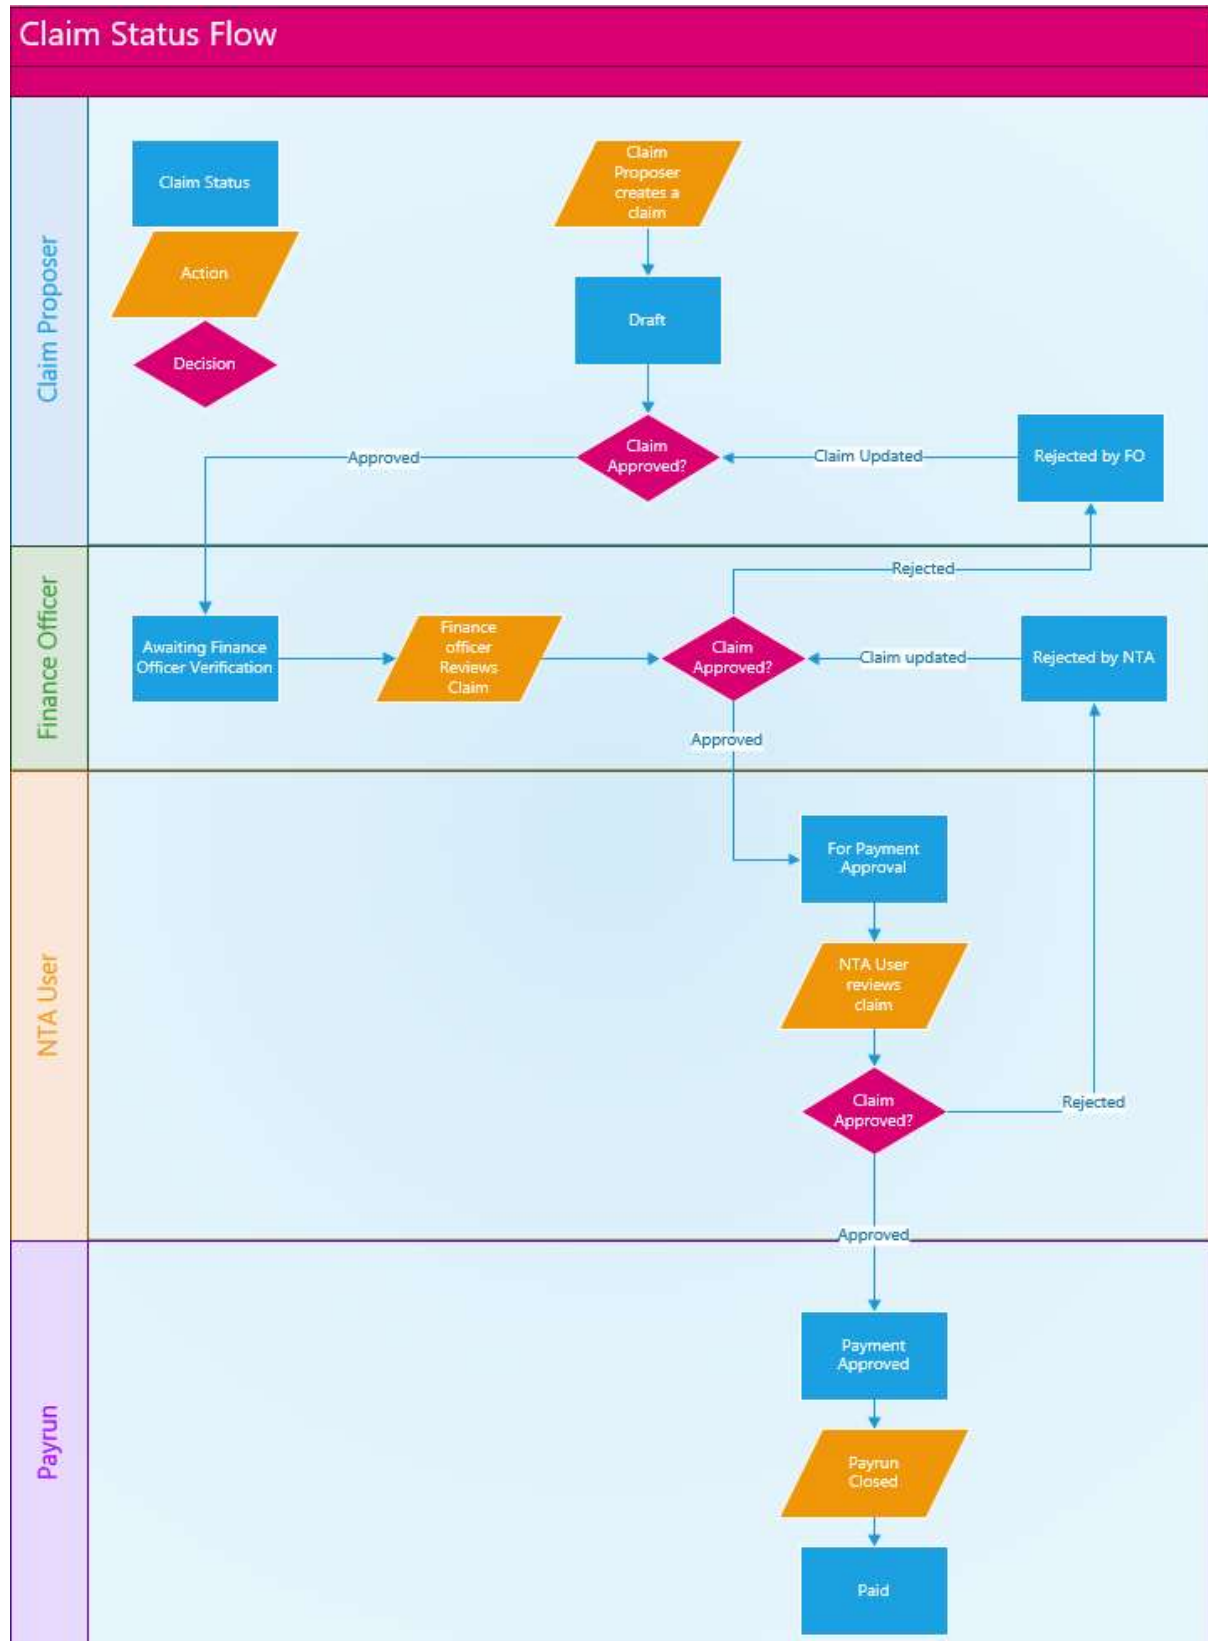 Claim Status Flow
Claim Proposer
Claim Status
Action
Decision
Claim
Proposer
creates a
claim
Draft
Claim
Approved?
Approved
Claim Updated
Rejected by FO
Finance Officer
Rejected
Awaiting Finance
Officer Verification
Finance
officer
Reviews
Claim
Claim
Approved?
Claim updated
Rejected by NTA
Approved
NTA User
For Payment
Approval
NTA User
reviews
claim
Claim
Approved?
Rejected
Approved
Payrun
Payment
Approved
Payrun
Closed
Paid